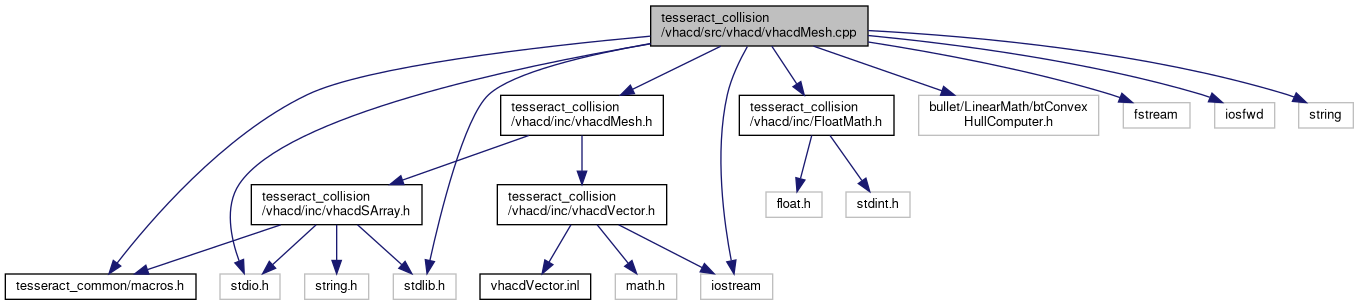 tesseract_collision
/vhacd/src/vhacd/vhacdMesh.cpp
tesseract_collision
/vhacd/inc/vhacdMesh.h
tesseract_collision
/vhacd/inc/FloatMath.h
bullet/LinearMath/btConvex
HullComputer.h
fstream
iosfwd
string
tesseract_collision
/vhacd/inc/vhacdSArray.h
tesseract_collision
/vhacd/inc/vhacdVector.h
float.h
stdint.h
tesseract_common/macros.h
stdio.h
string.h
stdlib.h
vhacdVector.inl
math.h
iostream